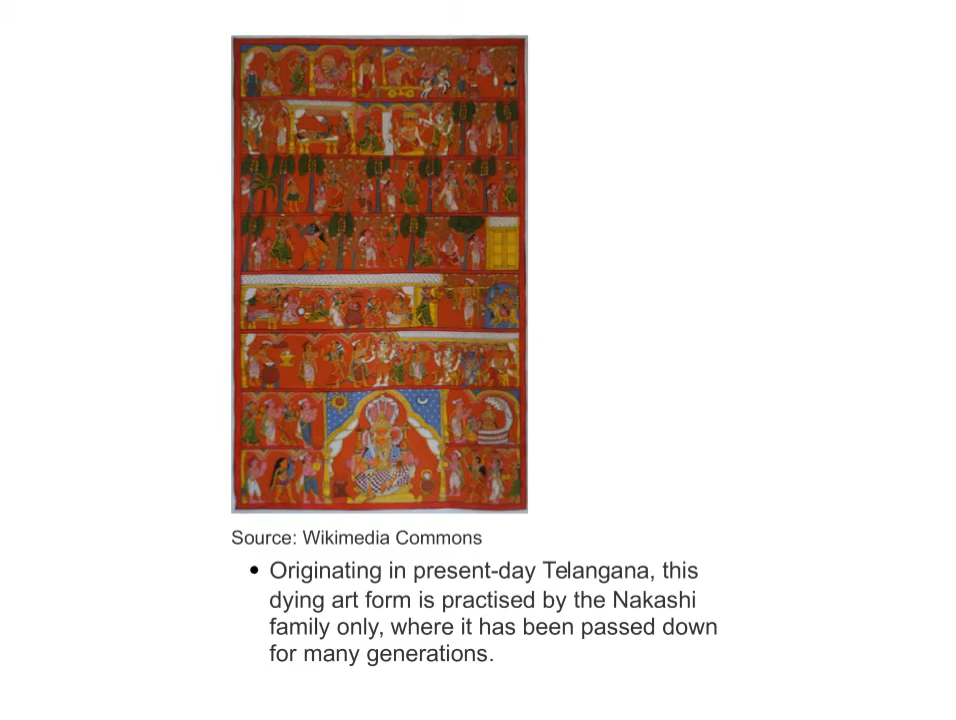 Source: Wikimedia Commons
• Originating in present-day Telangana, this
dying art form is practised by the Nakashi
family only, where it has been passed down
for many generations.